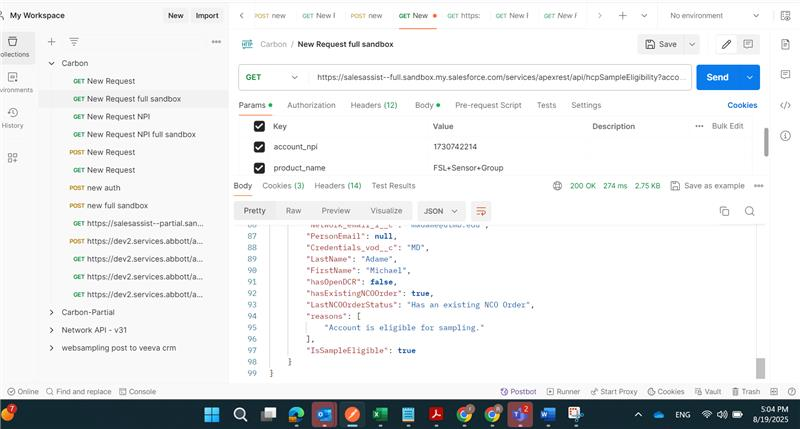 My Workspace
New
Import
POST new
GET New F
POST new
GET New
GET https:
GET New F
GET New F
No environment
Collections
Environments
History
Carbon
GET New Request
GET New Request full sandbox
GET New Request NPI
GET New Request NPI full sandbox
POST New Request
GET New Request
POST new auth
POST new full sandbox
GET https://salesassist--partial.san...
POST https://dev2.services.abbott/a...
GET https://dev2.services.abbott/a...
GET https://dev2.services.abbott/a...
GET https://dev2.services.abbott/a...
Carbon-Partial
Network API - v31
websampling post to veeva crm
HTTP Carbon / New Request full sandbox
Save
GET
https://salesassist--full.sandbox.my.salesforce.com/services/apexrest/api/hcpSampleEligibility?acco...
Send
Params Authorization Headers (12) Body Pre-request Script Tests Settings Cookies
Key Value Description Bulk Edit
account_npi 1730742214
product_name FSL+Sensor+Group
Body Cookies (3) Headers (14) Test Results 200 OK 274 ms 2.75 KB Save as example
Pretty Raw Preview Visualize JSON
87 "PersonEmail": null,
88 "Credentials_vod__c": "MD",
89 "LastName": "Adame",
90 "FirstName": "Michael",
91 "hasOpenDCR": false,
92 "hasExistingNCOOrder": true,
93 "LastNCOOrderStatus": "Has an existing NCO Order",
94 "reasons": [
95 "Account is eligible for sampling."
96 ],
97 "IsSampleEligible": true
98 }
99 }
Online Find and replace Console Postbot Runner Start Proxy Cookies Vault Trash
7
2
ENG
5:04 PM
8/19/2025